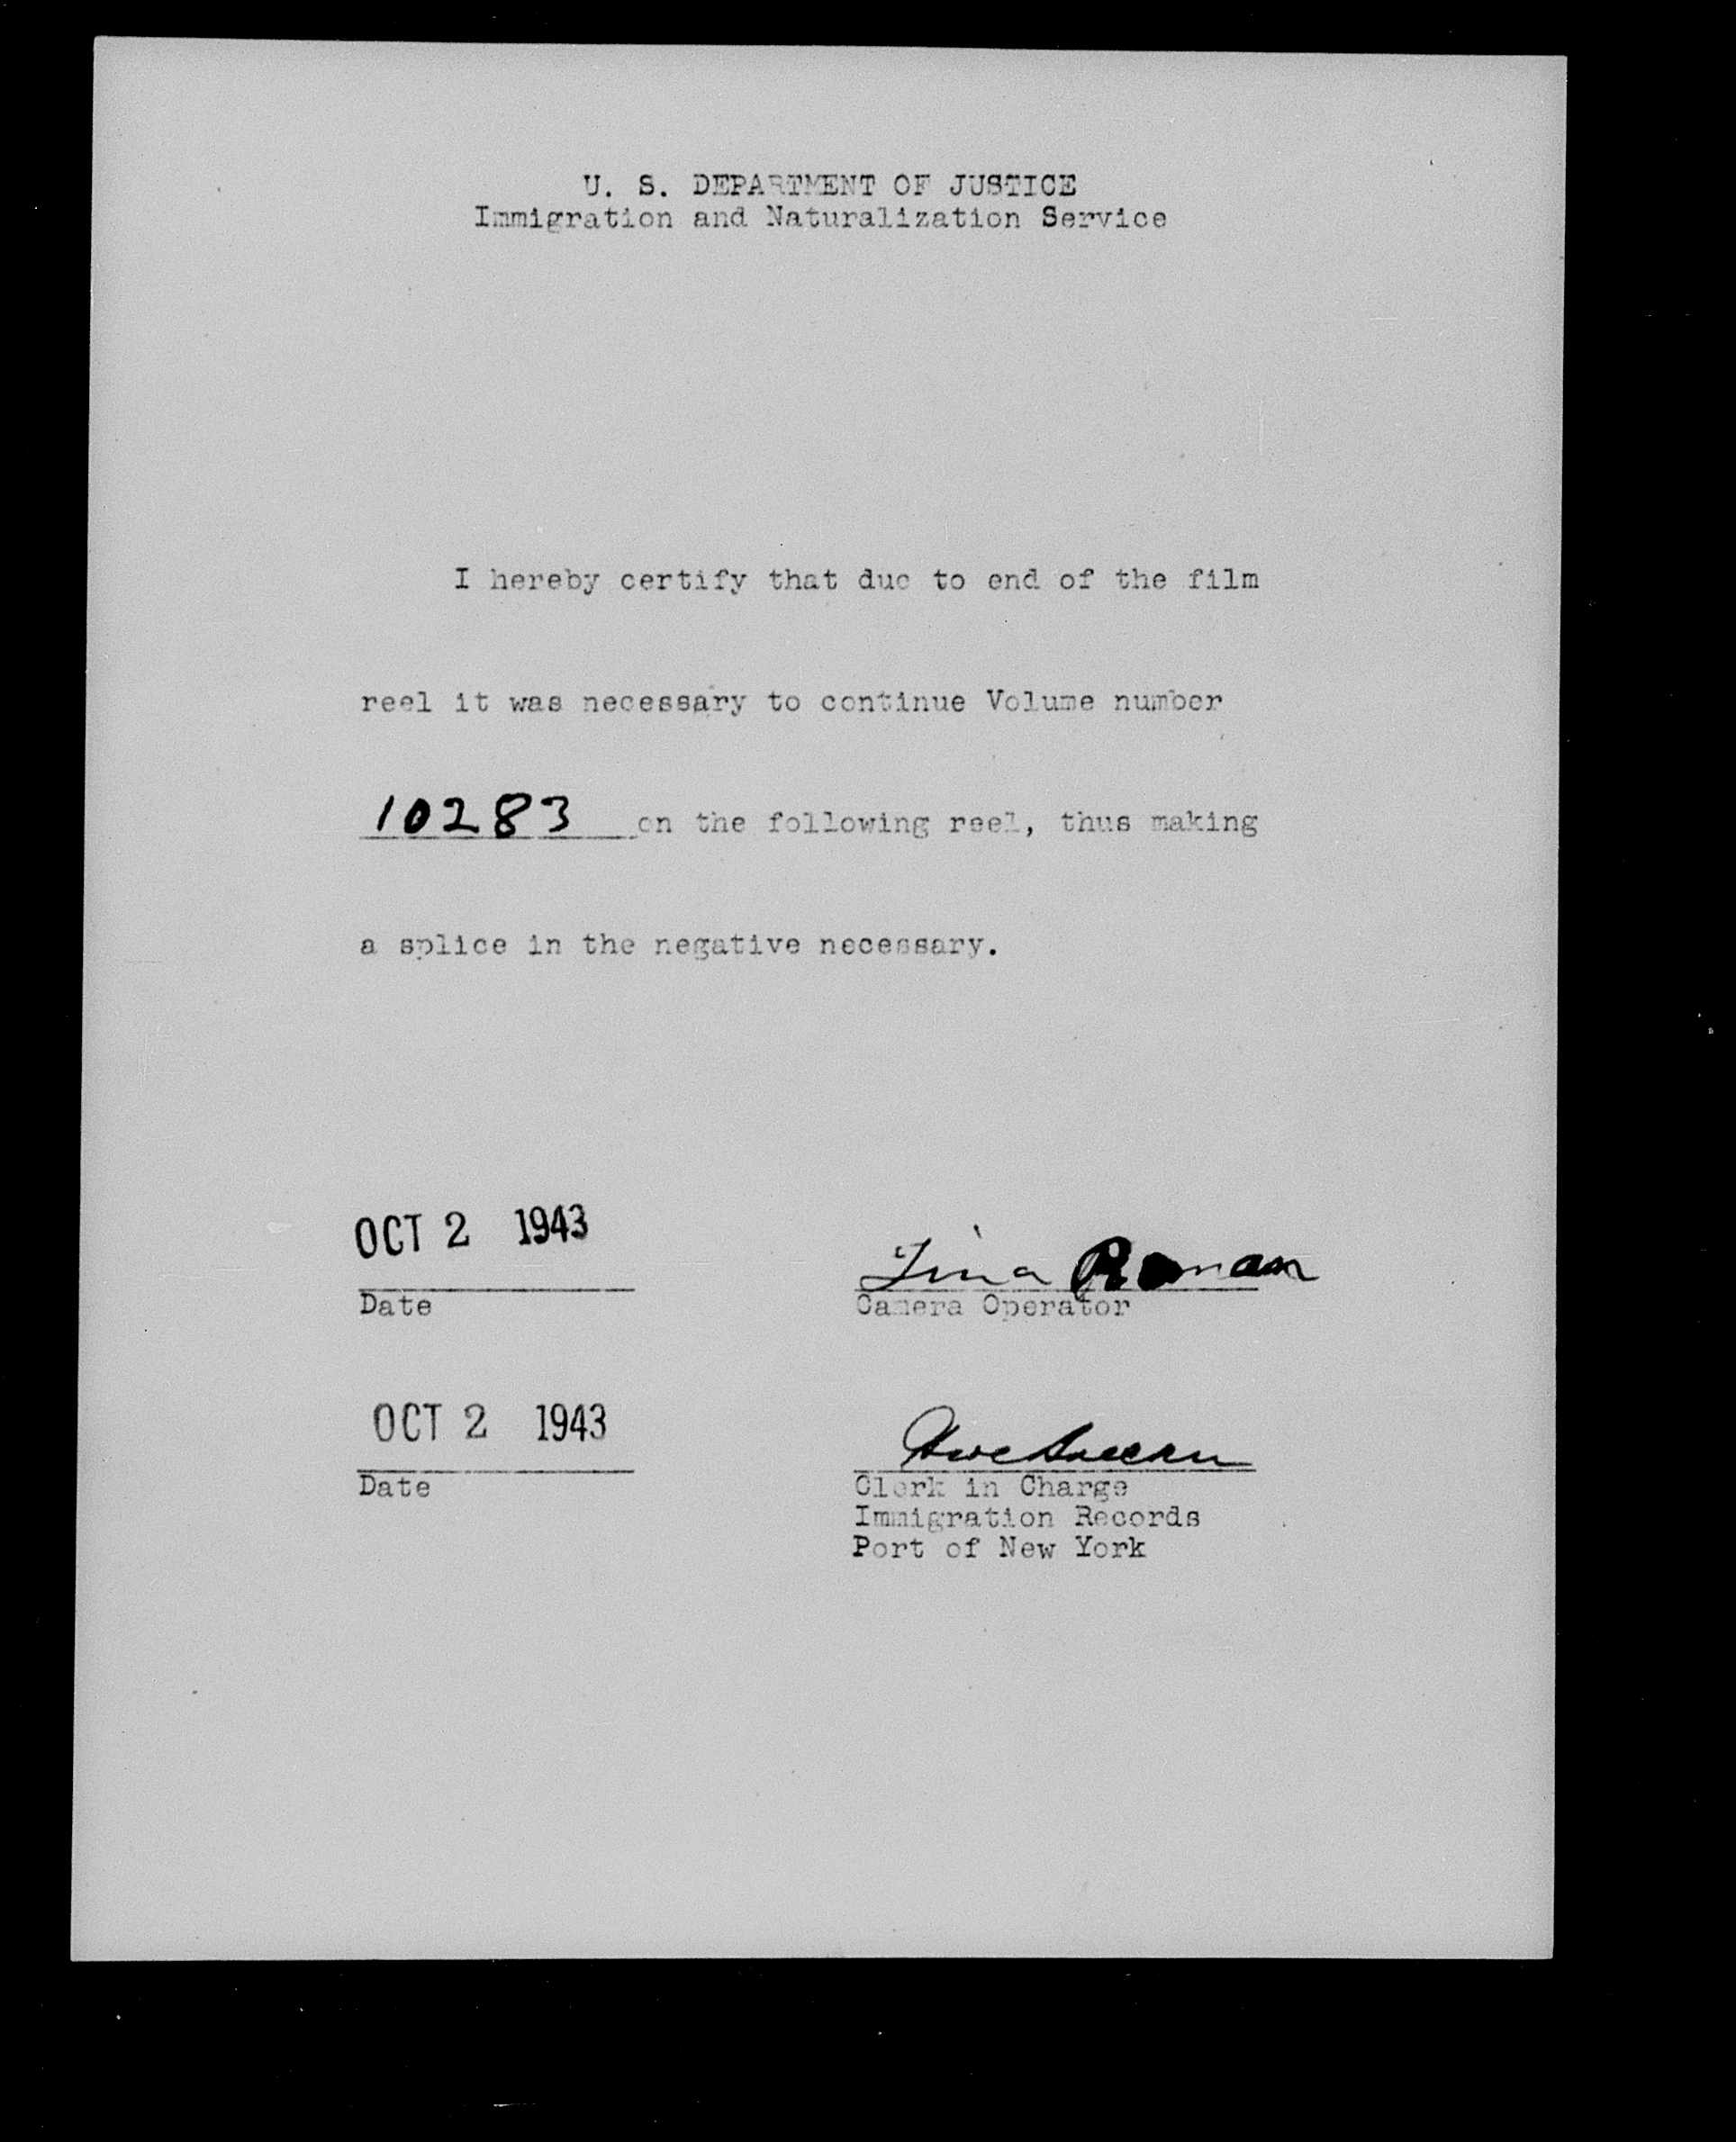 U. S. DEPARTMENT OF JUSTICE
Immigration and Naturalization Service
I hereby certify that due to end of the film
reel it was necessary to continue Volume number
10283 on the following reel, thus making
a splice in the negative necessary.
OCT 2 1943
Tina Roman
Date
Camera Operator
OCT 2 1943
Date
Clerk in Charge
Immigration Records
Port of New York